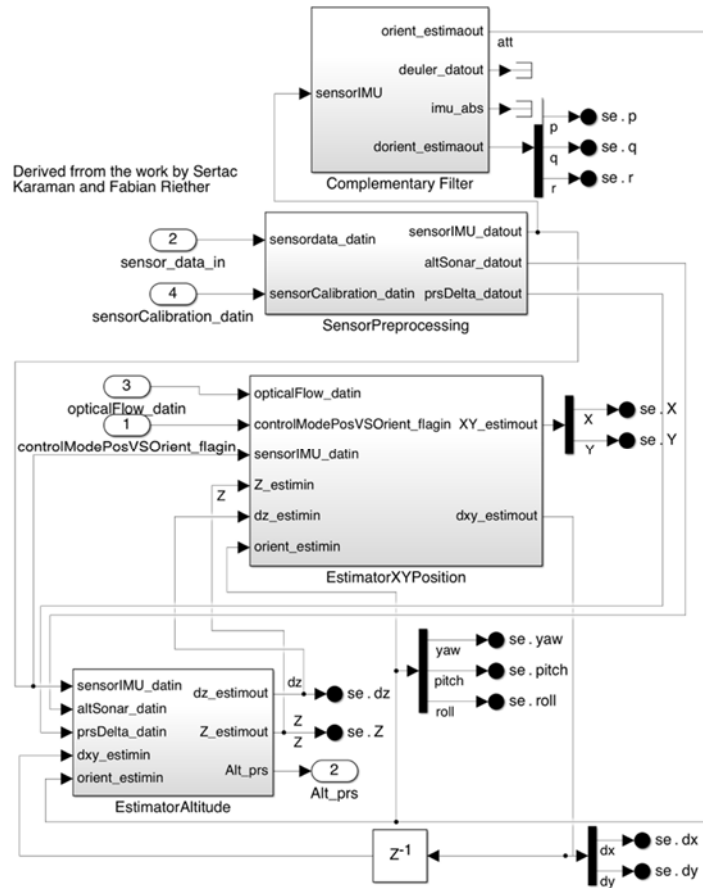 orient_estimaout
att
deuler_datout
sensorIMU
imu_abs
p
se.p
dorient_estimaout
q
se.q
r
se.r
Complementary Filter
Derived frrom the work by Sertac
Karaman and Fabian Riether
2
sensor_data_in
sensordata_datin
sensorIMU_datout
altSonar_datout
4
sensorCalibration_datin
sensorCalibration_datin
prsDelta_datout
SensorPreprocessing
3
opticalFlow_datin
opticalFlow_datin
1
controlModePosVSOrient_flagin
controlModePosVSOrient_flagin
XY_estimout
X
se.X
Y
se.Y
sensorIMU_datin
Z
Z_estimin
dz_estimin
dxy_estimout
orient_estimin
EstimatorXYPosition
yaw
se.yaw
pitch
se.pitch
roll
se.roll
sensorIMU_datin
dz_estimout
dz
se.dz
altSonar_datin
prsDelta_datin
Z_estimout
Z
Z
se.Z
dxy_estimin
orient_estimin
Alt_prs
2
Alt_prs
EstimatorAltitude
Z-1
dx
se.dx
dy
se.dy